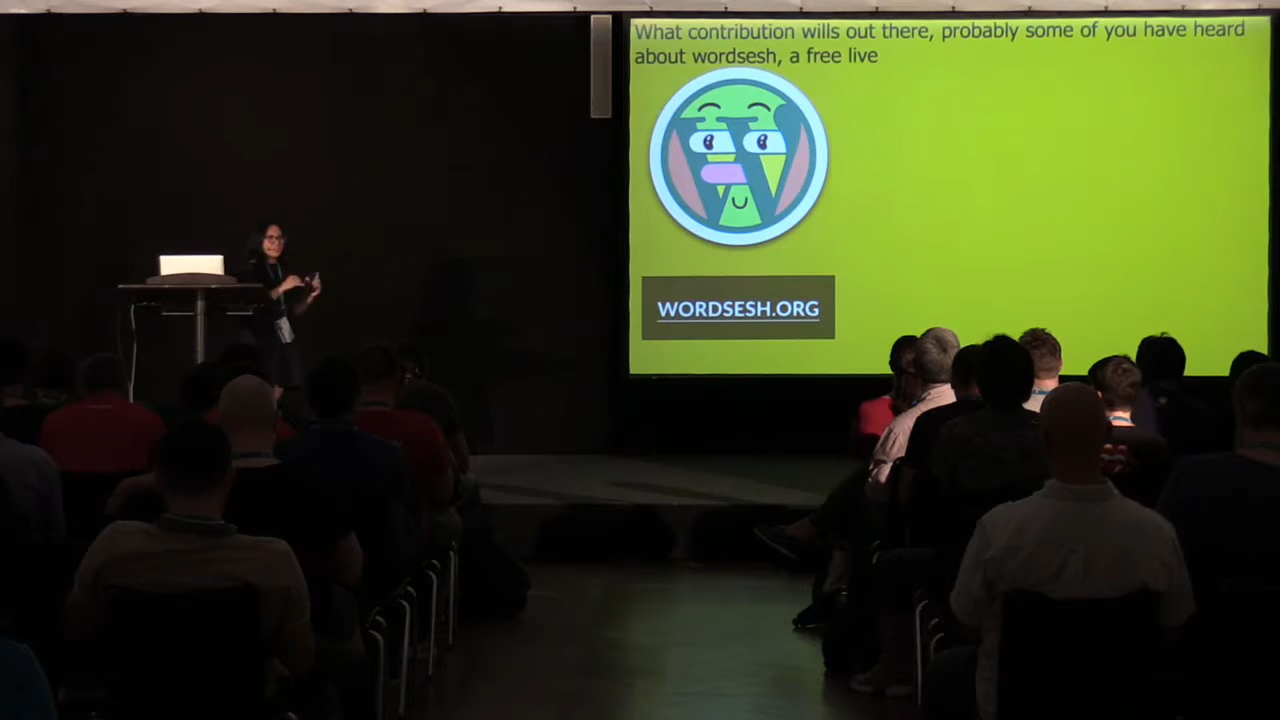 What contribution wills out there, probably some of you have heard
about wordsesh, a free live
WORDSESH.ORG